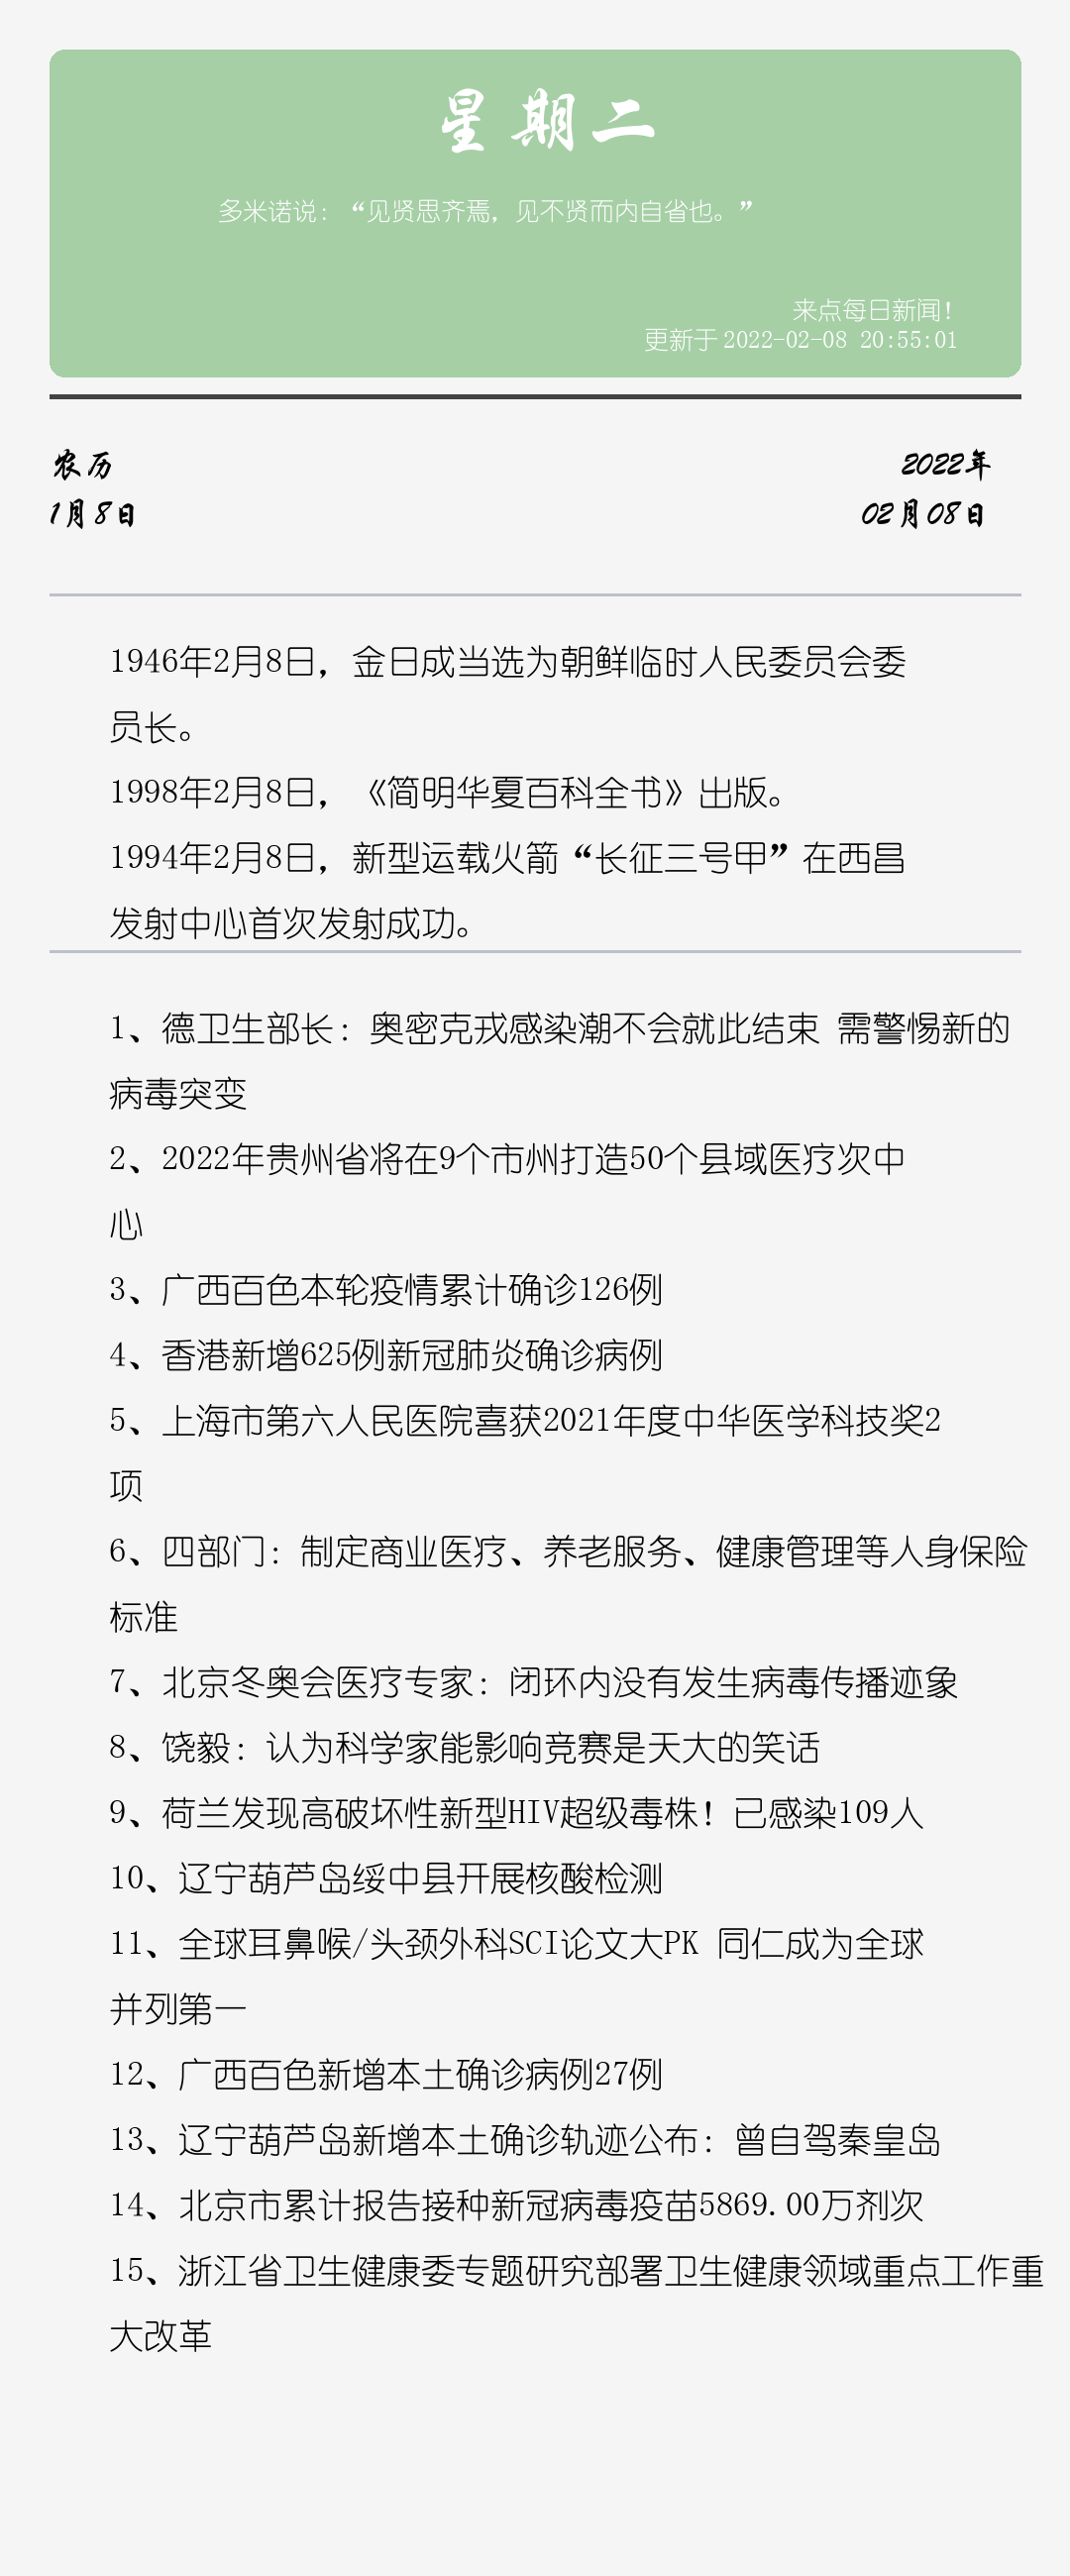 星期二
多米诺说：“见贤思齐焉，见不贤而内自省也。”
来点每日新闻！
更新于 2022-02-08 20:55:01
农历
1月8日
2022年
02月08日
1946年2月8日，金日成当选为朝鲜临时人民委员会委
员长。
1998年2月8日，《简明华夏百科全书》出版。
1994年2月8日，新型运载火箭“长征三号甲”在西昌
发射中心首次发射成功。
1、德卫生部长：奥密克戎感染潮不会就此结束 需警惕新的
病毒突变
2、2022年贵州省将在9个市州打造50个县域医疗次中
心
3、广西百色本轮疫情累计确诊126例
4、香港新增625例新冠肺炎确诊病例
5、上海市第六人民医院喜获2021年度中华医学科技奖2
项
6、四部门：制定商业医疗、养老服务、健康管理等人身保险
标准
7、北京冬奥会医疗专家：闭环内没有发生病毒传播迹象
8、饶毅：认为科学家能影响竞赛是天大的笑话
9、荷兰发现高破坏性新型HIV超级毒株！已感染109人
10、辽宁葫芦岛绥中县开展核酸检测
11、全球耳鼻喉/头颈外科SCI论文大PK 同仁成为全球
并列第一
12、广西百色新增本土确诊病例27例
13、辽宁葫芦岛新增本土确诊轨迹公布：曾自驾秦皇岛
14、北京市累计报告接种新冠病毒疫苗5869.00万剂次
15、浙江省卫生健康委专题研究部署卫生健康领域重点工作重
大改革